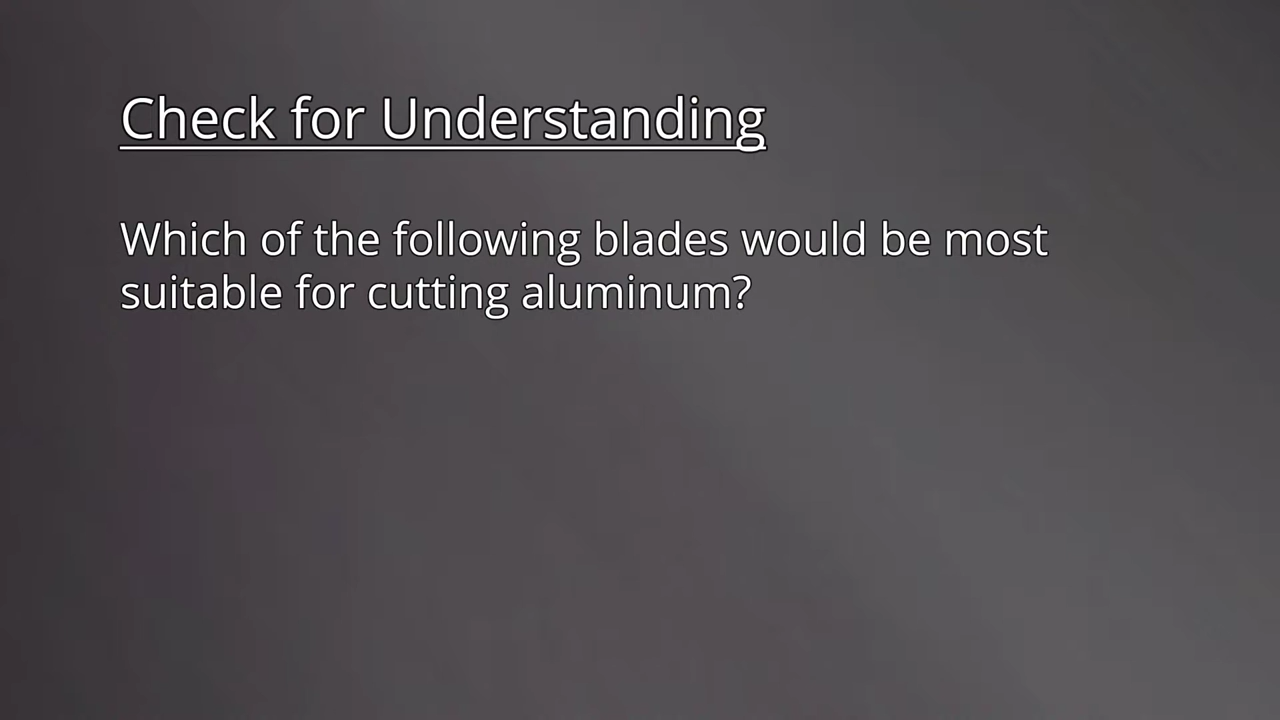 Check for Understanding
Which of the following blades would be most
suitable for cutting aluminum?